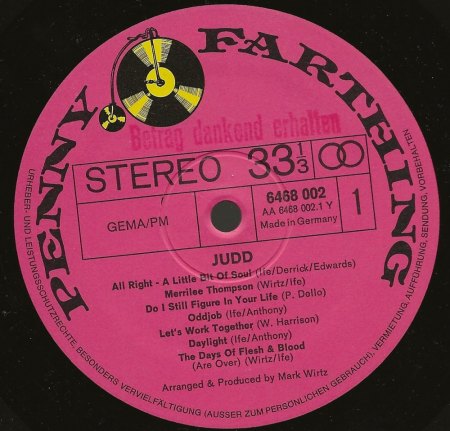 PENNY FARTHING
Betrag dankend erhalten
STEREO 33 1/3
GEMA/PM
6468 002
AA 6468 002.1 Y
Made in Germany
1
JUDD
All Right - A Little Bit Of Soul (Ife/Derrick/Edwards)
Merrilee Thompson (Wirtz/Ife)
Do I Still Figure In Your Life (P. Dello)
Oddjob (Ife/Anthony)
Let's Work Together (W. Harrison)
Daylight (Ife/Anthony)
The Days Of Flesh & Blood
(Are Over) (Wirtz/Ife)
Arranged & Produced by Mark Wirtz
URHEBER- UND LEISTUNGSSCHUTZRECHTE, BESONDERS VERVIELFÄLTIGUNG (AUSSER ZUM PERSÖNLICHEN GEBRAUCH), VERMIETUNG, AUFFÜHRUNG, SENDUNG, VORBEHALTEN